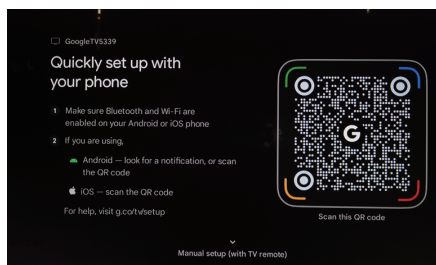 GoogleTV5339
Quickly set up with
your phone
1 Make sure Bluetooth and Wi-Fi are
enabled on your Android or iOS phone
2 If you are using,
Android — look for a notification, or scan
the QR code
iOS — scan the QR code
For help, visit g.co/tv/setup
G
Scan this QR code
Manual setup (with TV remote)